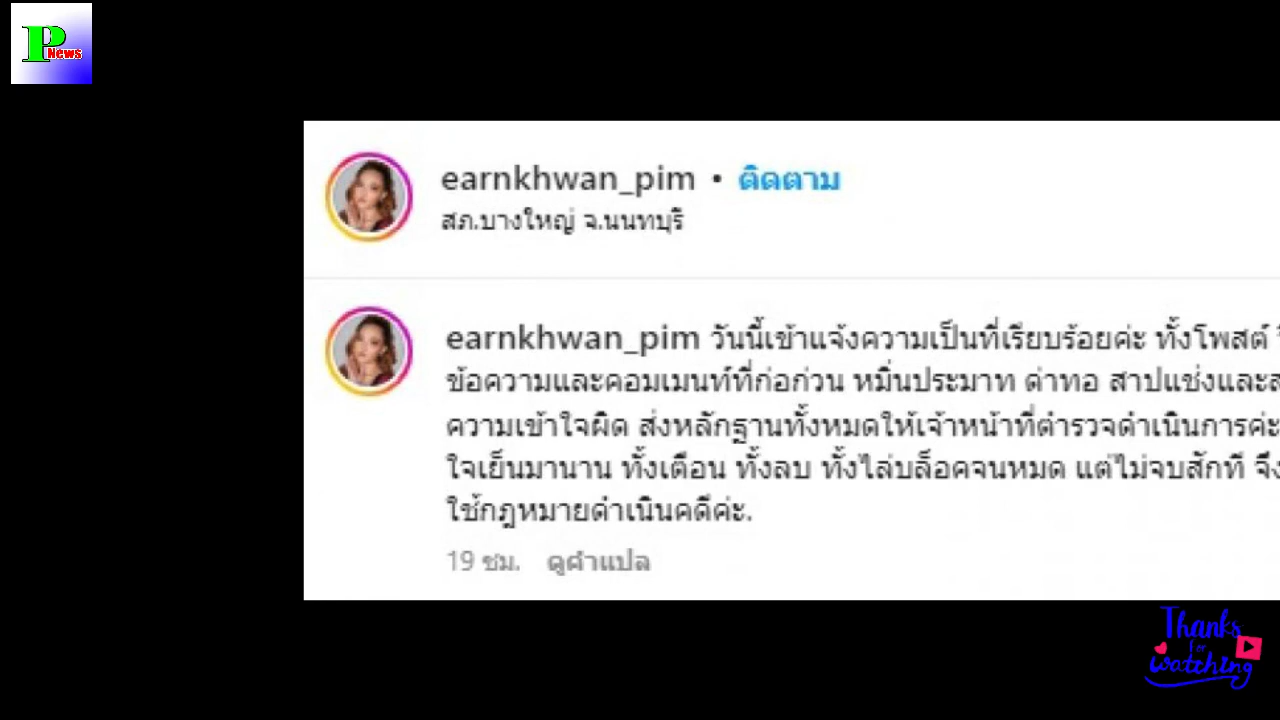 P
News
earnkhwan_pim • ติดตาม
สภ.บางใหญ่ จ.นนทบุรี
earnkhwan_pim วันนี้เข้าแจ้งความเป็นที่เรียบร้อยค่ะ ทั้งโพสต์
ข้อความและคอมเมนท์ที่ก่อกวน หมิ่นประมาท ด่าทอ สาปแช่งและส
ความเข้าใจผิด ส่งหลักฐานทั้งหมดให้เจ้าหน้าที่ตำรวจดำเนินการค่ะ
ใจเย็นมานาน ทั้งเตือน ทั้งลบ ทั้งไล่บล็อคจนหมด แต่ไม่จบสักที จึง
ใช้กฎหมายดำเนินคดีค่ะ.
19 ชม. ดูคำแปล
Thanks
for
watching